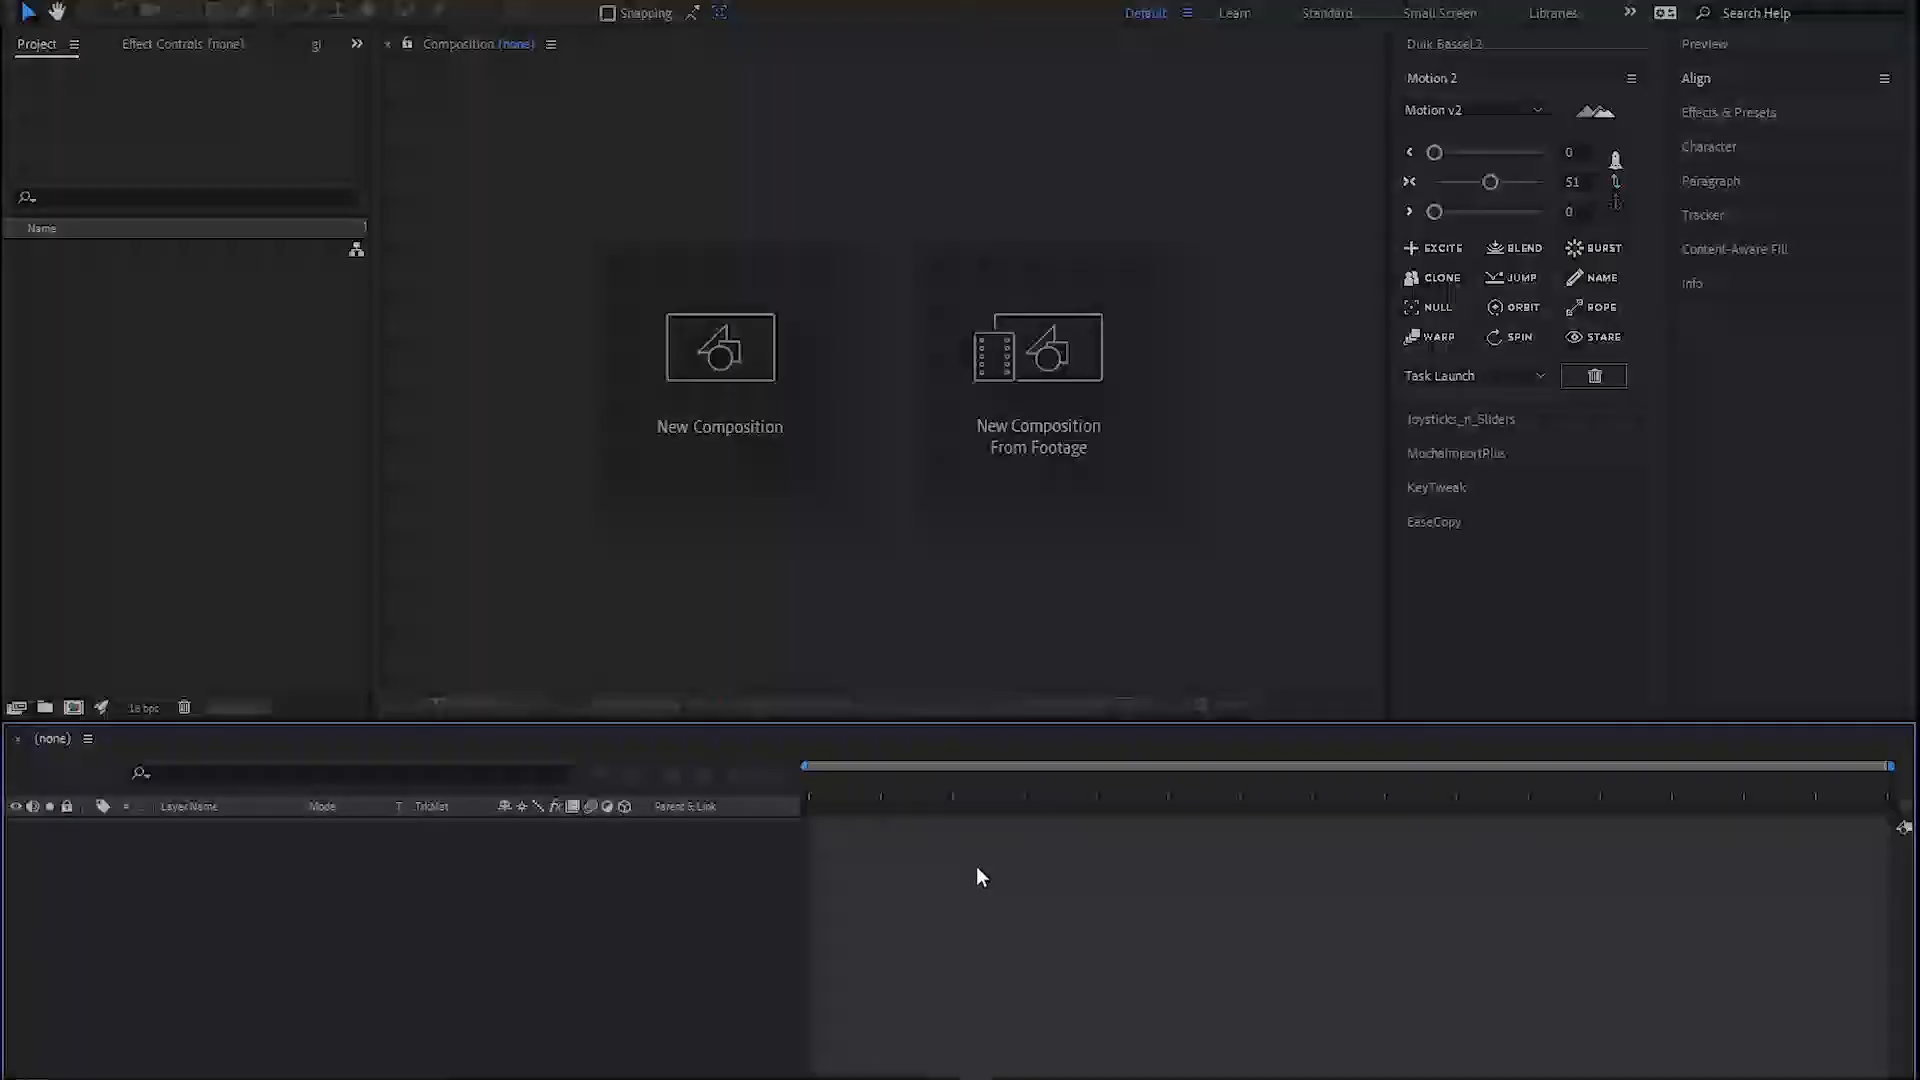 Snapping
Default
Learn
Standard
Small Screen
Libraries
Search Help
Project
Effect Controls (none)
Composition (none)
Duik Bassel.2
Preview
Motion 2
Align
Motion v2
Effects & Presets
Character
Paragraph
Tracker
Content-Aware Fill
Info
0
51
0
EXCITE BLEND BURST
CLONE JUMP NAME
NULL ORBIT ROPE
WARP SPIN STARE
Task Launch
Joysticks_n_Sliders
MochaImportPlus
KeyTweak
EaseCopy
Name
New Composition
New Composition
From Footage
(none)
Layer Name
Mode
T TrkMat
Parent & Link